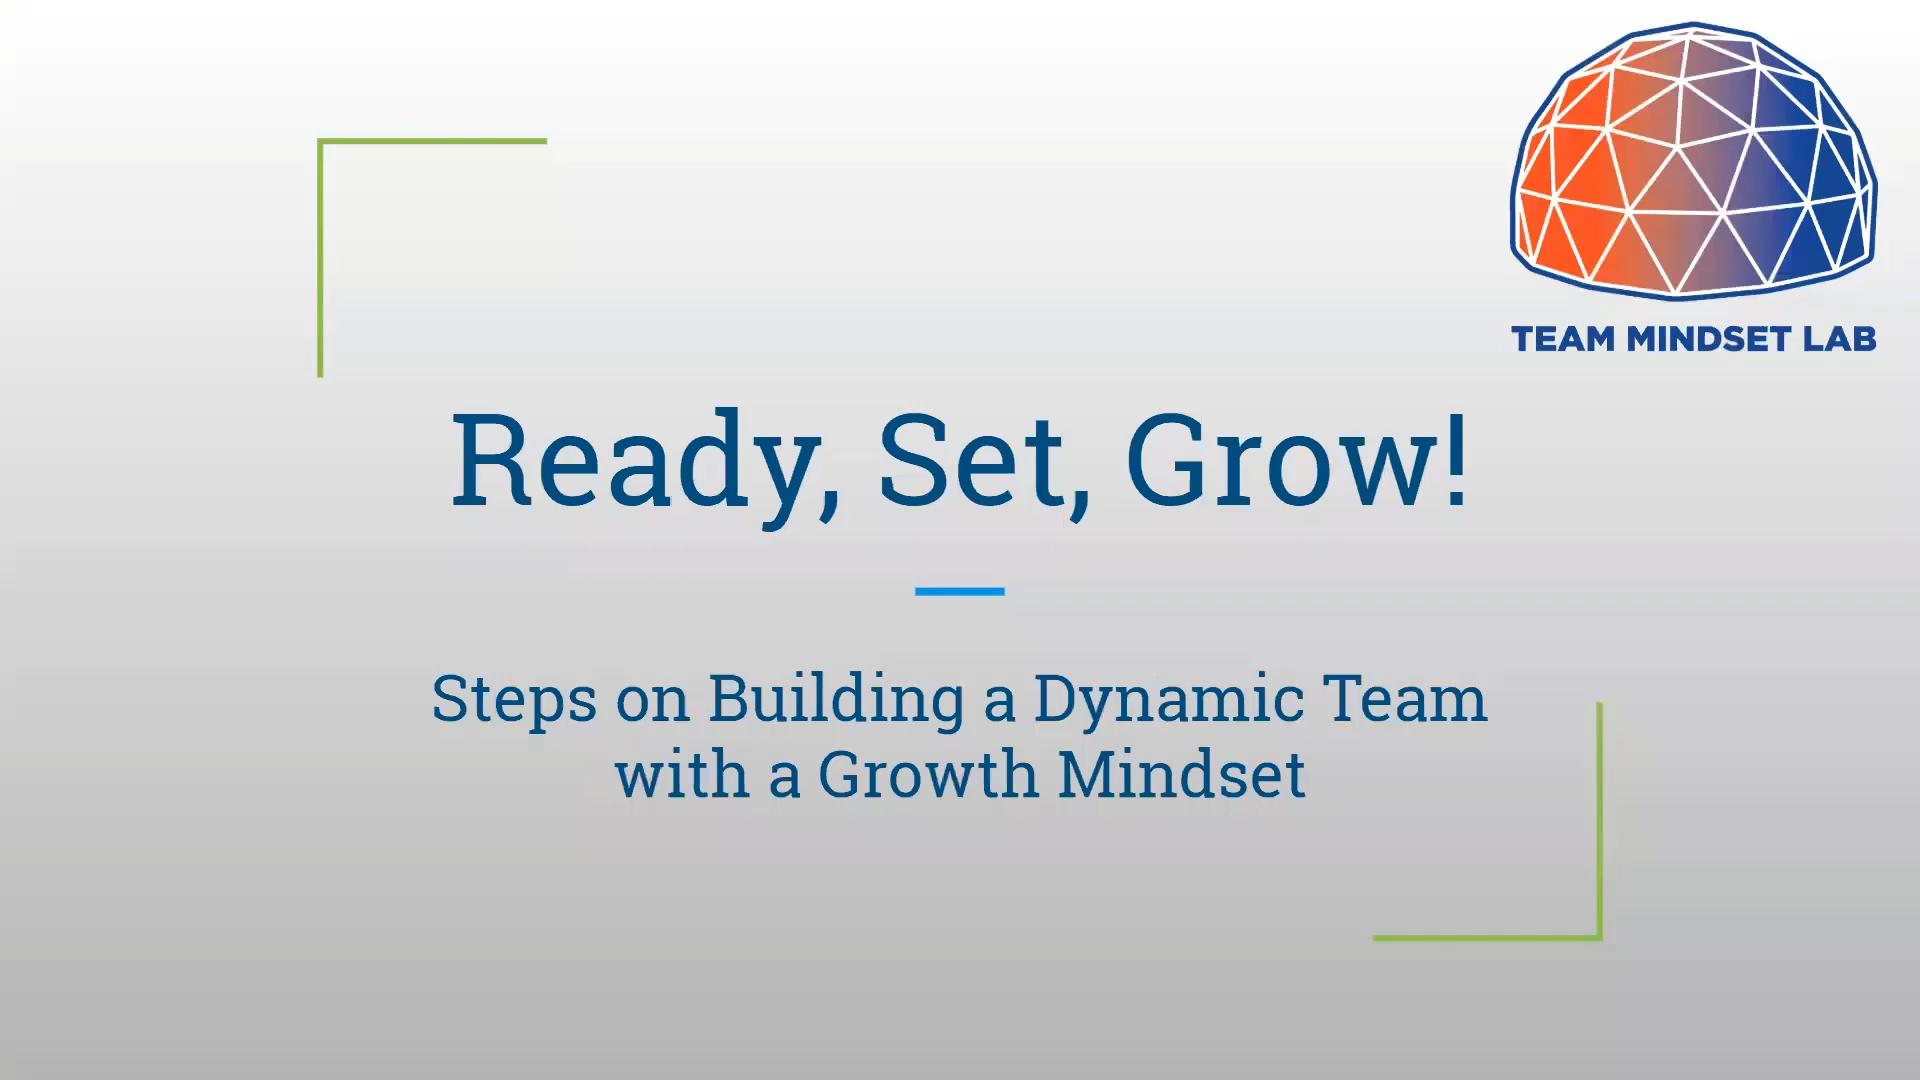 TEAM MINDSET LAB
Ready, Set, Grow!
Steps on Building a Dynamic Team
with a Growth Mindset